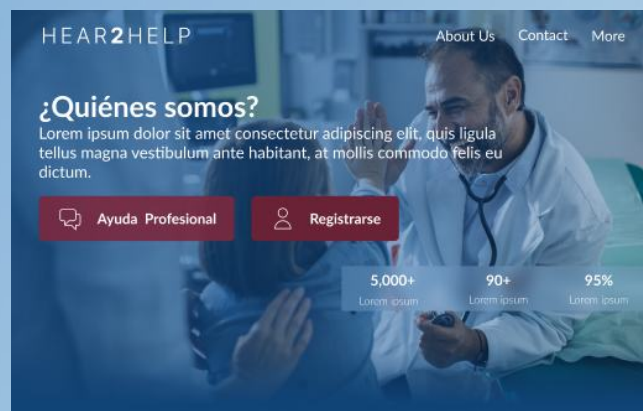 HEAR2HELP
About Us Contact More
¿Quiénes somos?
Lorem ipsum dolor sit amet consectetur adipiscing elit, quis ligula
tellus magna vestibulum ante habitant, at mollis commodo felis eu
dictum.
Ayuda Profesional
Registrarse
5,000+ 90+ 95%
Lorem ipsum Lorem ipsum Lorem ipsum